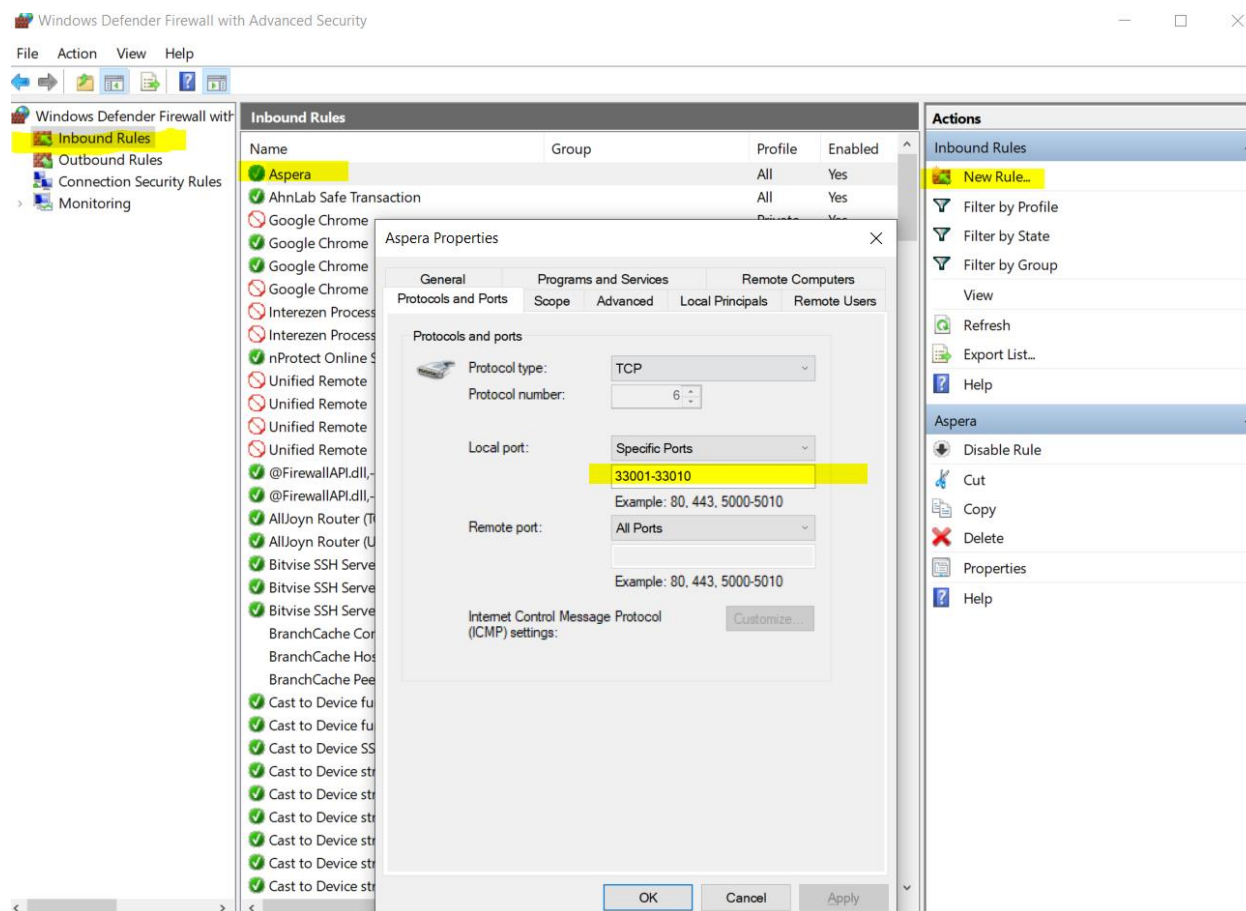 Windows Defender Firewall with Advanced Security
File Action View Help
Windows Defender Firewall with
Inbound Rules
Outbound Rules
Connection Security Rules
Monitoring
Inbound Rules
Name Group Profile Enabled
Aspera All Yes
AhnLab Safe Transaction All Yes
Google Chrome Private Yes
Google Chrome
Google Chrome
Google Chrome
Interezen Process
Interezen Process
nProtect Online S
Unified Remote
Unified Remote
Unified Remote
Unified Remote
@FirewallAPI.dll,-
@FirewallAPI.dll,-
AllJoyn Router (T
AllJoyn Router (U
Bitvise SSH Serve
Bitvise SSH Serve
Bitvise SSH Serve
BranchCache Con
BranchCache Hos
BranchCache Pee
Cast to Device fu
Cast to Device fu
Cast to Device SS
Cast to Device str
Cast to Device str
Cast to Device str
Cast to Device str
Cast to Device str
Cast to Device str
Aspera Properties
General Programs and Services Remote Computers
Protocols and Ports Scope Advanced Local Principals Remote Users
Protocols and ports
Protocol type: TCP
Protocol number: 6
Local port: Specific Ports
33001-33010
Example: 80, 443, 5000-5010
Remote port: All Ports
Example: 80, 443, 5000-5010
Internet Control Message Protocol
(ICMP) settings:
Customize...
OK Cancel Apply
Actions
Inbound Rules
New Rule...
Filter by Profile
Filter by State
Filter by Group
View
Refresh
Export List...
Help
Aspera
Disable Rule
Cut
Copy
Delete
Properties
Help